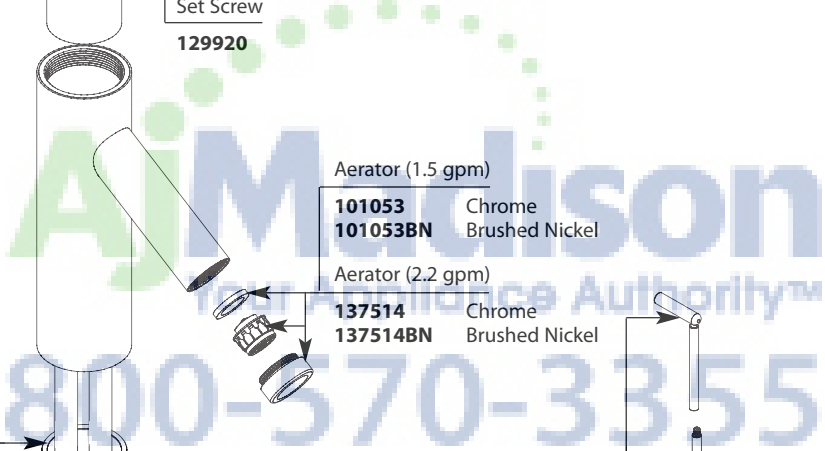 Set Screw
129920
Aerator (1.5 gpm)
101053 Chrome
101053BN Brushed Nickel
Aerator (2.2 gpm)
137514 Chrome
137514BN Brushed Nickel
AjMadison
Your Appliance Authority™
800-570-3355